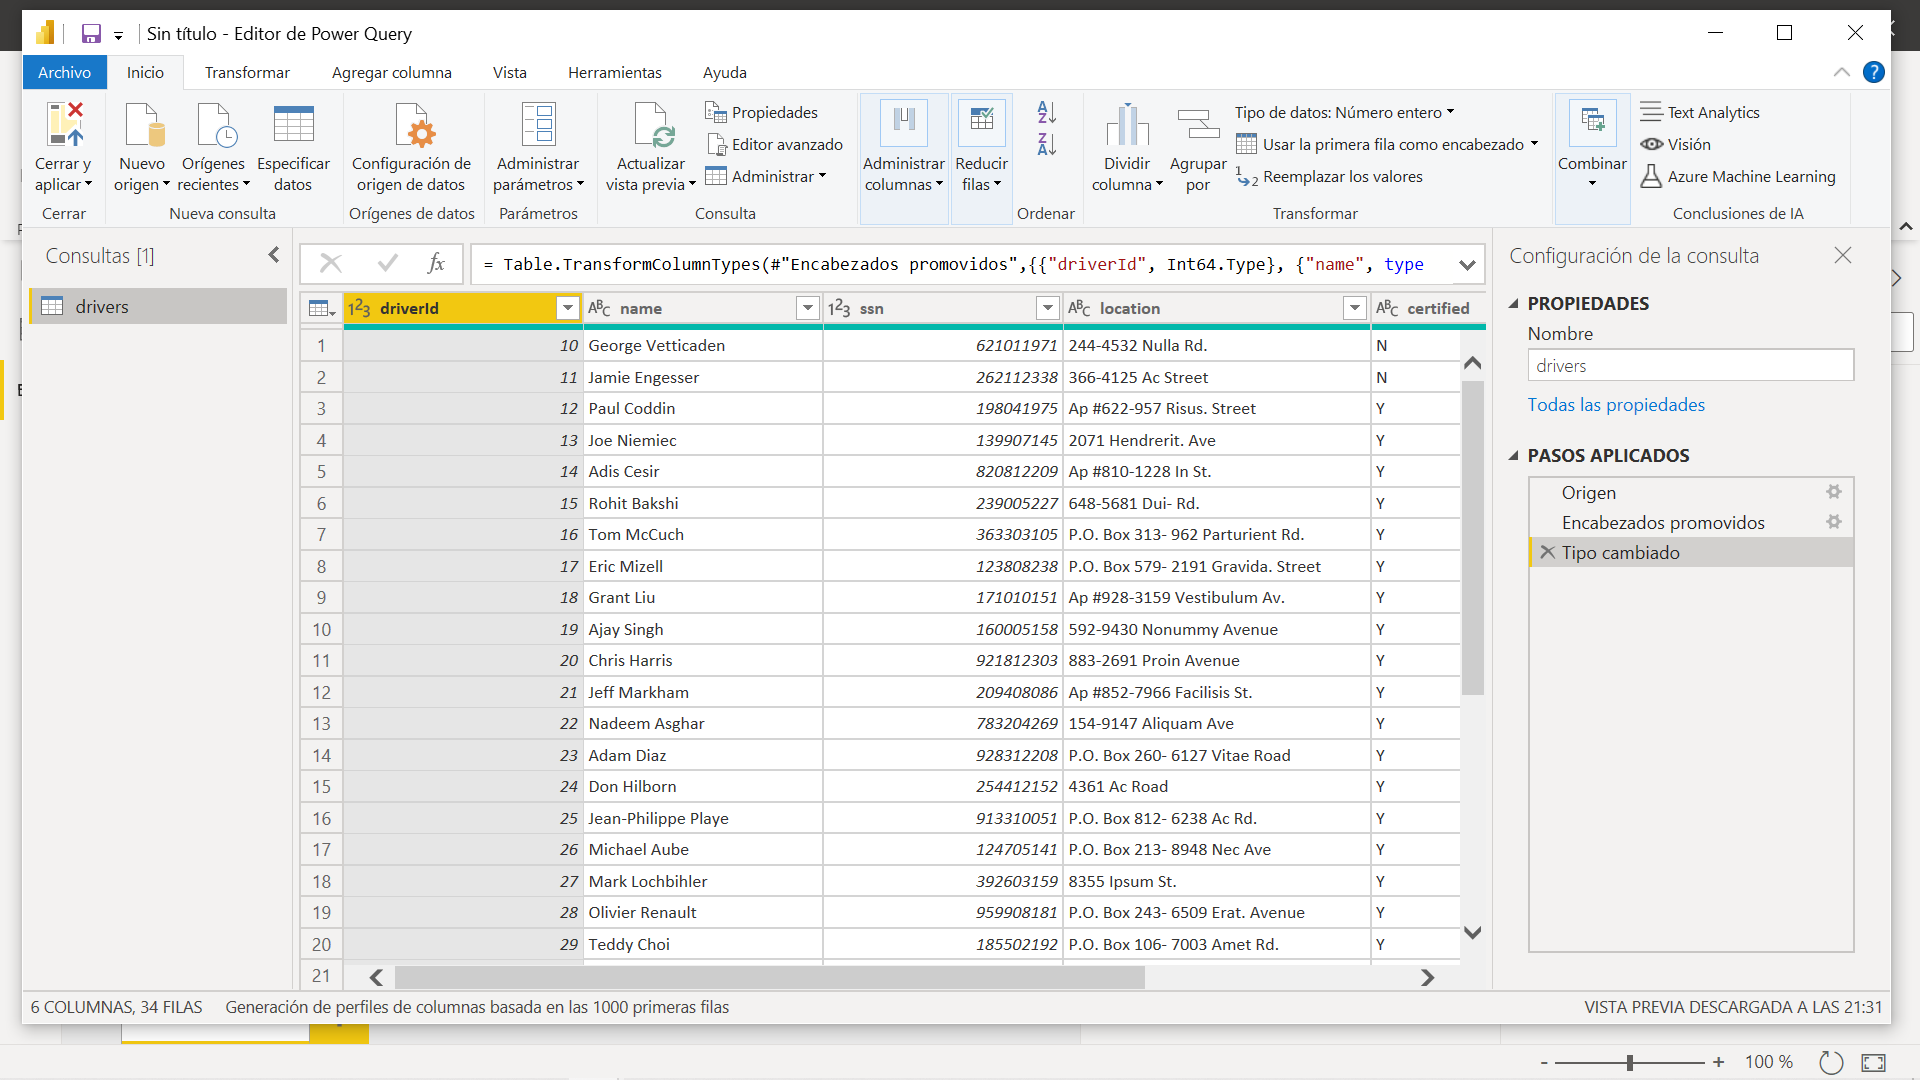 Sin título - Editor de Power Query
Archivo Inicio Transformar Agregar columna Vista Herramientas Ayuda
Cerrar y aplicar
Nuevo origen
Orígenes recientes
Especificar datos
Configuración de origen de datos
Administrar parámetros
Actualizar vista previa
Propiedades
Editor avanzado
Administrar
Administrar columnas
Reducir filas
Dividir columna
Agrupar por
Tipo de datos: Número entero
Usar la primera fila como encabezado
Reemplazar los valores
Combinar
Text Analytics
Visión
Azure Machine Learning
Cerrar Nueva consulta Orígenes de datos Parámetros Consulta Ordenar Transformar Conclusiones de IA
Consultas [1]
drivers
= Table.TransformColumnTypes(#"Encabezados promovidos",{{"driverId", Int64.Type}, {"name", type
driverId name ssn location certified
1 10 George Vetticaden 621011971 244-4532 Nulla Rd. N
2 11 Jamie Engesser 262112338 366-4125 Ac Street N
3 12 Paul Coddin 198041975 Ap #622-957 Risus. Street Y
4 13 Joe Niemiec 139907145 2071 Hendrerit. Ave Y
5 14 Adis Cesir 820812209 Ap #810-1228 In St. Y
6 15 Rohit Bakshi 239005227 648-5681 Dui- Rd. Y
7 16 Tom McCuch 363303105 P.O. Box 313- 962 Parturient Rd. Y
8 17 Eric Mizell 123808238 P.O. Box 579- 2191 Gravida. Street Y
9 18 Grant Liu 171010151 Ap #928-3159 Vestibulum Av. Y
10 19 Ajay Singh 160005158 592-9430 Nonummy Avenue Y
11 20 Chris Harris 921812303 883-2691 Proin Avenue Y
12 21 Jeff Markham 209408086 Ap #852-7966 Facilisis St. Y
13 22 Nadeem Asghar 783204269 154-9147 Aliquam Ave Y
14 23 Adam Diaz 928312208 P.O. Box 260- 6127 Vitae Road Y
15 24 Don Hilborn 254412152 4361 Ac Road Y
16 25 Jean-Philippe Playe 913310051 P.O. Box 812- 6238 Ac Rd. Y
17 26 Michael Aube 124705141 P.O. Box 213- 8948 Nec Ave Y
18 27 Mark Lochbihler 392603159 8355 Ipsum St. Y
19 28 Olivier Renault 959908181 P.O. Box 243- 6509 Erat. Avenue Y
20 29 Teddy Choi 185502192 P.O. Box 106- 7003 Amet Rd. Y
21
Configuración de la consulta
PROPIEDADES
Nombre
drivers
Todas las propiedades
PASOS APLICADOS
Origen
Encabezados promovidos
Tipo cambiado
6 COLUMNAS, 34 FILAS Generación de perfiles de columnas basada en las 1000 primeras filas VISTA PREVIA DESCARGADA A LAS 21:31
- + 100 %